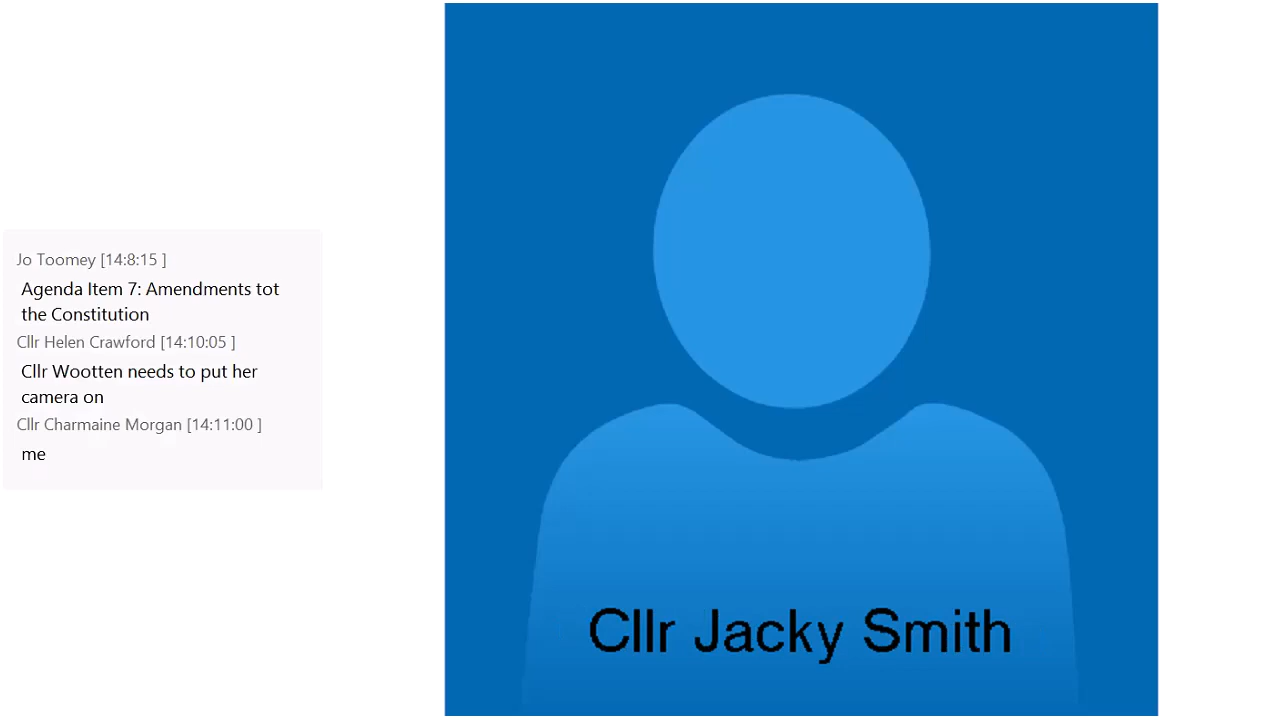 Jo Toomey [14:8:15 ]
Agenda Item 7: Amendments tot
the Constitution
Cllr Helen Crawford [14:10:05 ]
Cllr Wootten needs to put her
camera on
Cllr Charmaine Morgan [14:11:00 ]
me
Cllr Jacky Smith